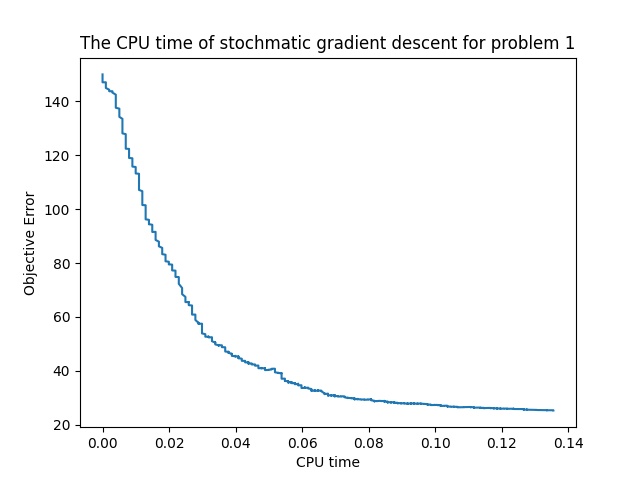 The CPU time of stochmatic gradient descent for problem 1
Objective Error
140
120
100
80
60
40
20
0.00 0.02 0.04 0.06 0.08 0.10 0.12 0.14
CPU time